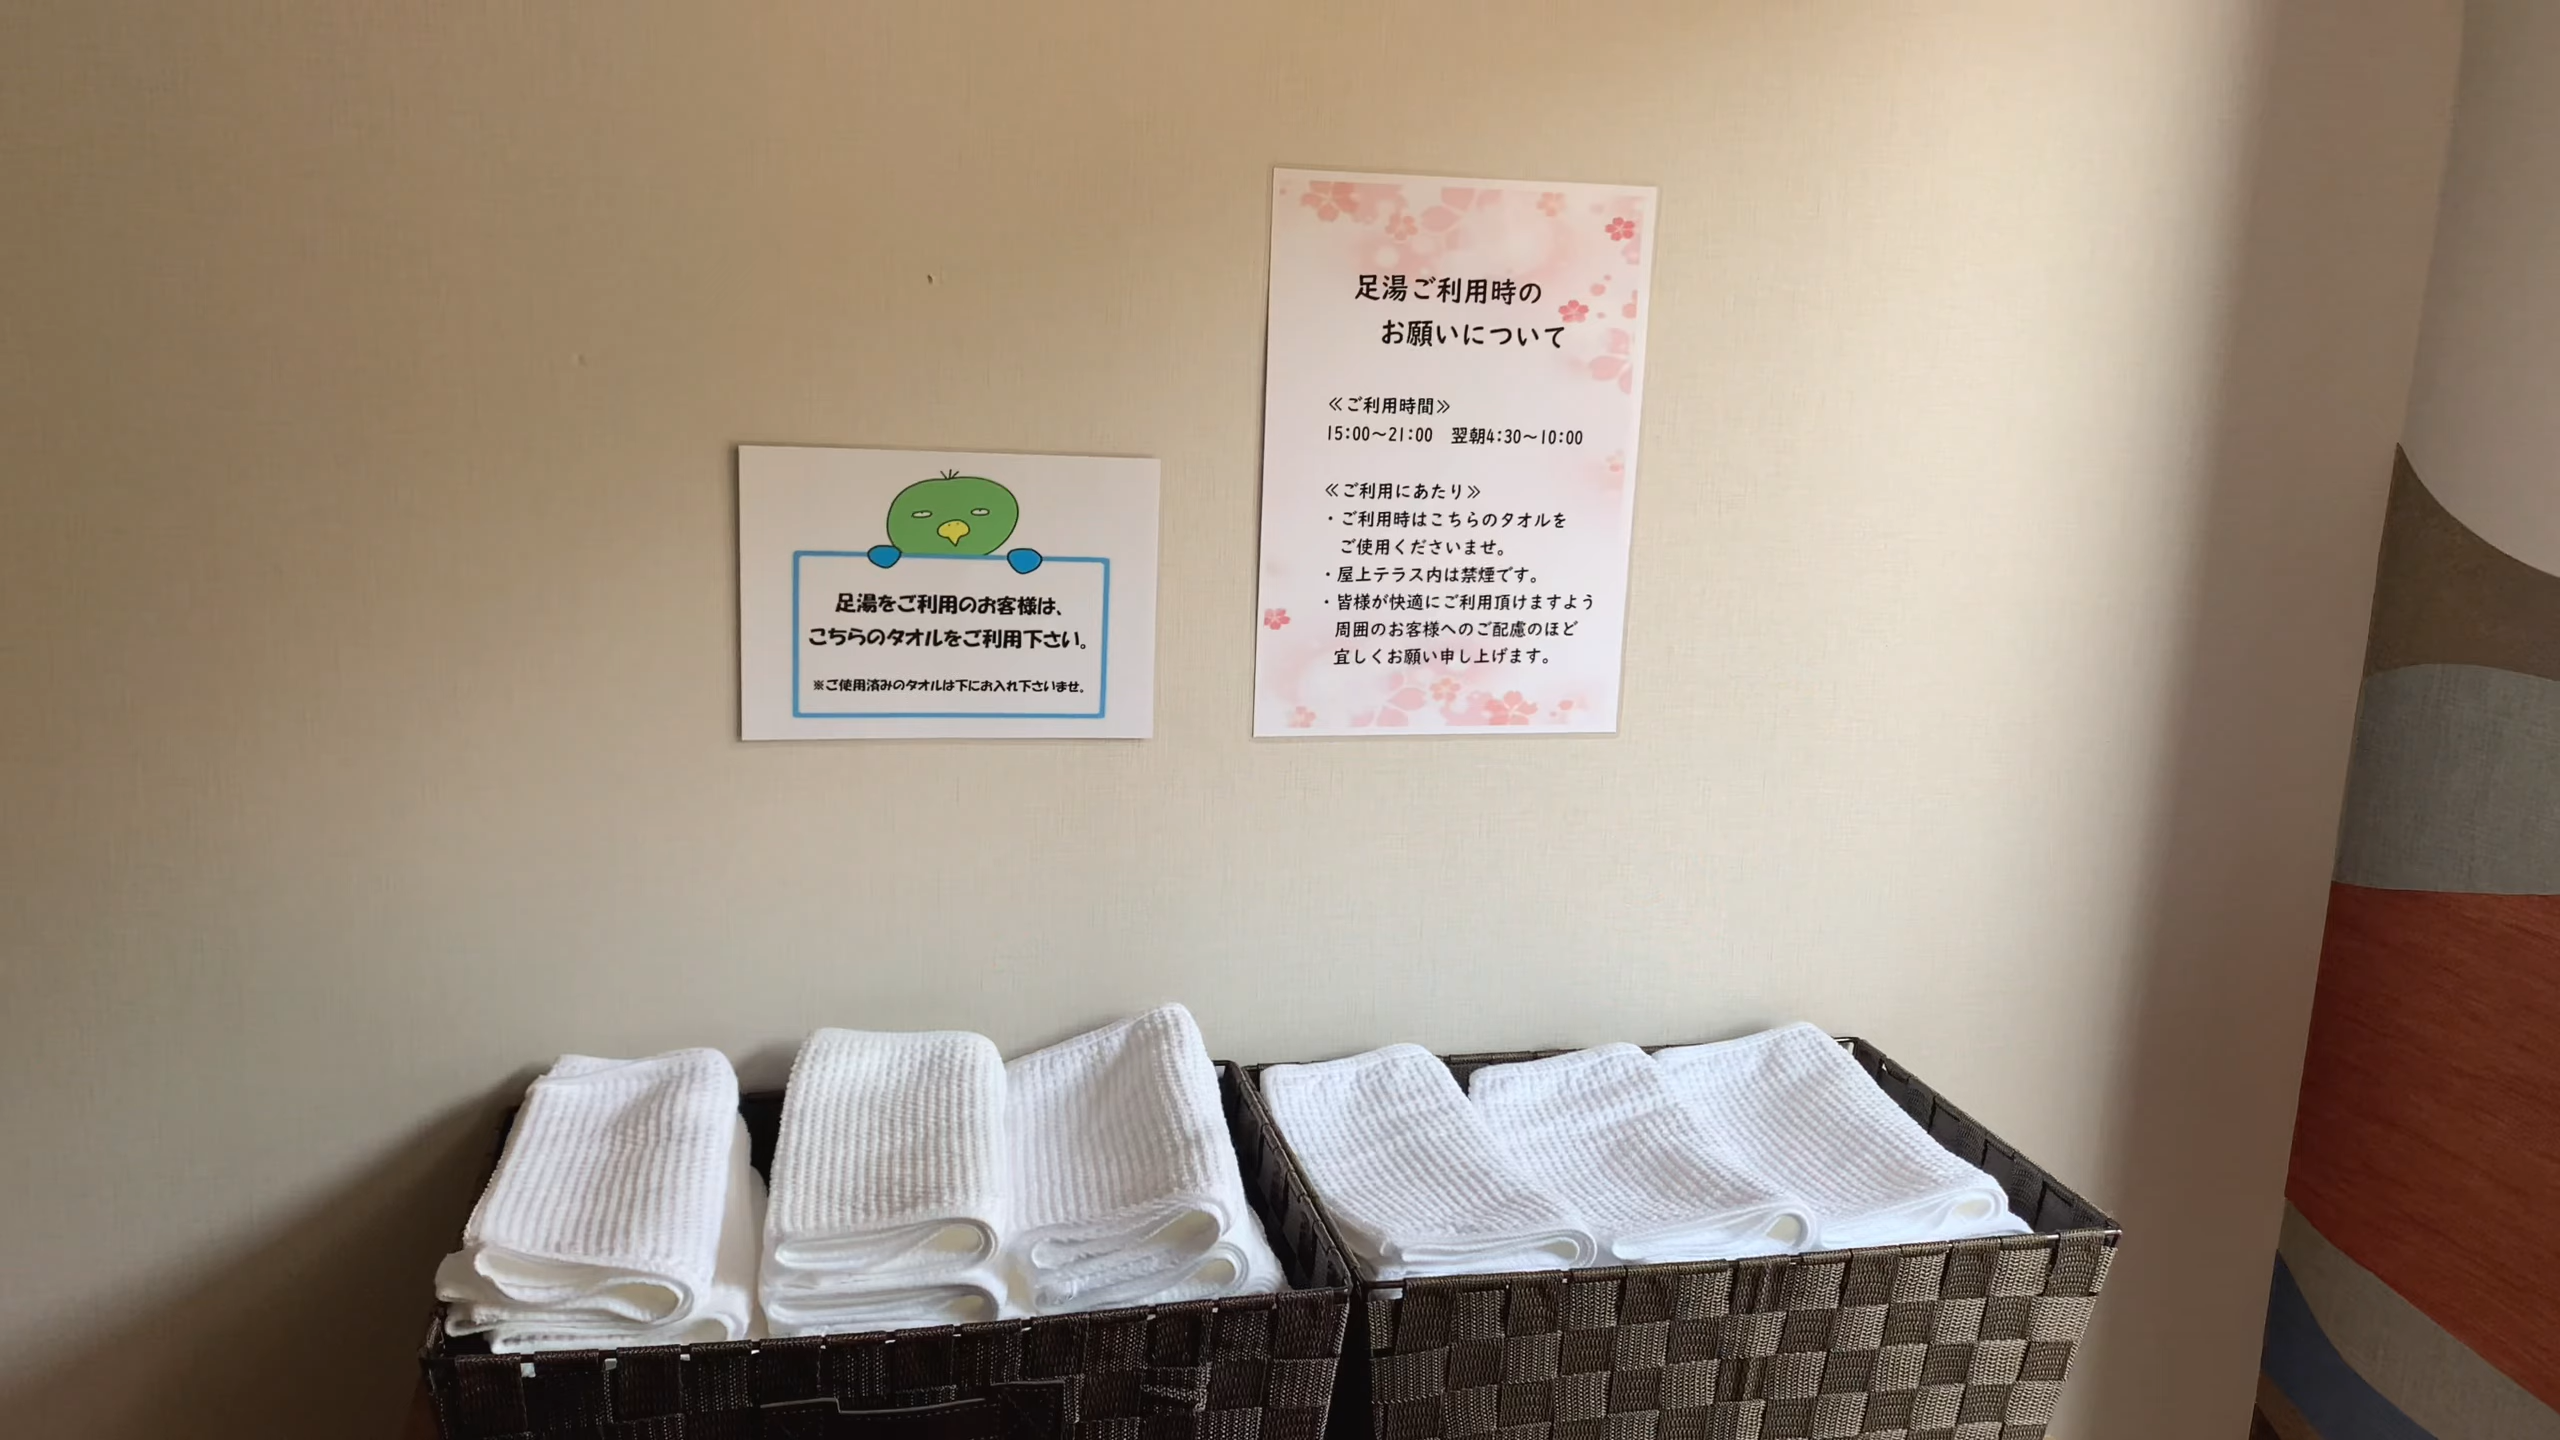 足湯をご利用のお客様は、
こちらのタオルをご利用下さい。
※ご使用済みのタオルは下にお入れ下さいませ。
足湯ご利用時の
お願いについて
≪ご利用時間≫
15:00～21:00　翌朝4:30～10:00
≪ご利用にあたり≫
・ご利用時はこちらのタオルを
ご使用くださいませ。
・屋上テラス内は禁煙です。
・皆様が快適にご利用頂けますよう
周囲のお客様へのご配慮のほど
宜しくお願い申し上げます。